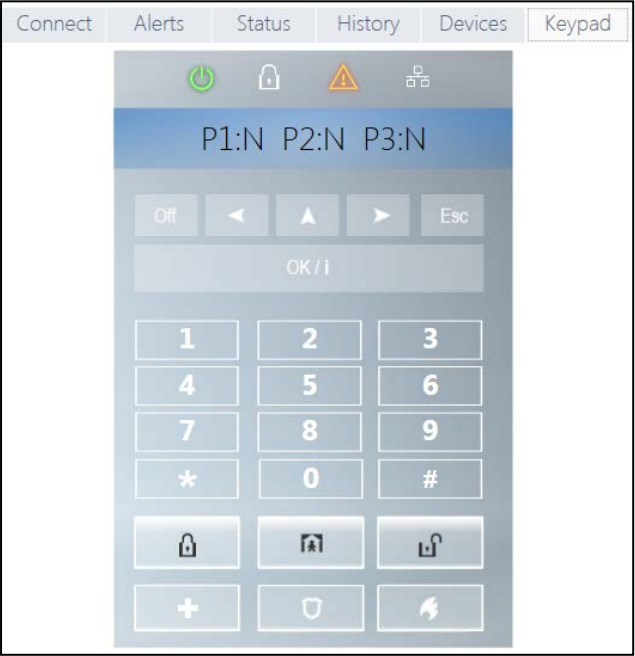 Connect Alerts Status History Devices Keypad
P1:N P2:N P3:N
Off Esc
OK / i
1 2 3
4 5 6
7 8 9
* 0 #